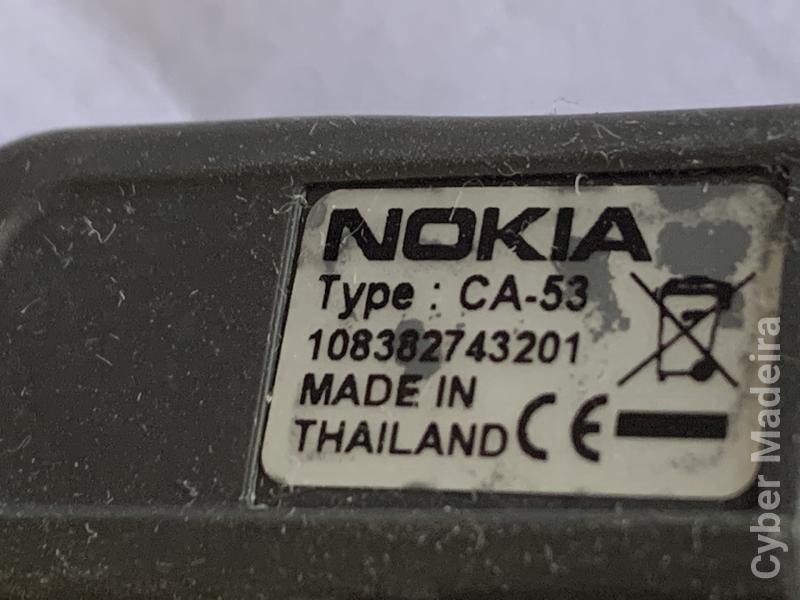 NOKIA
Type : CA-53
108382743201
MADE IN
THAILAND CE
Cyber Madeira